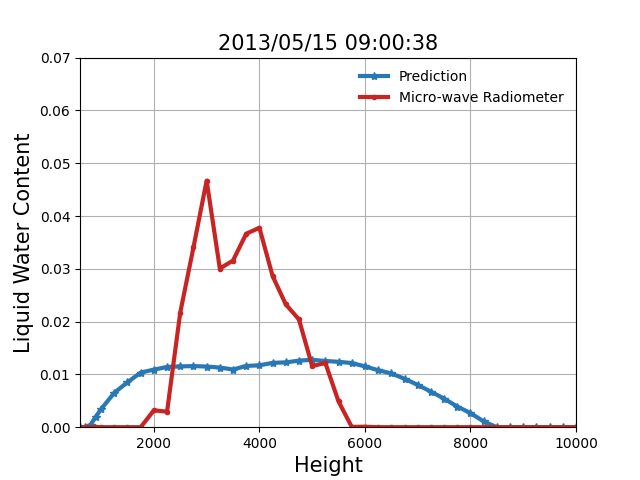 2013/05/15 09:00:38
Prediction
Micro-wave Radiometer
0.07
0.06
0.05
0.04
0.03
0.02
0.01
0.00
Liquid Water Content
2000 4000 6000 8000 10000
Height